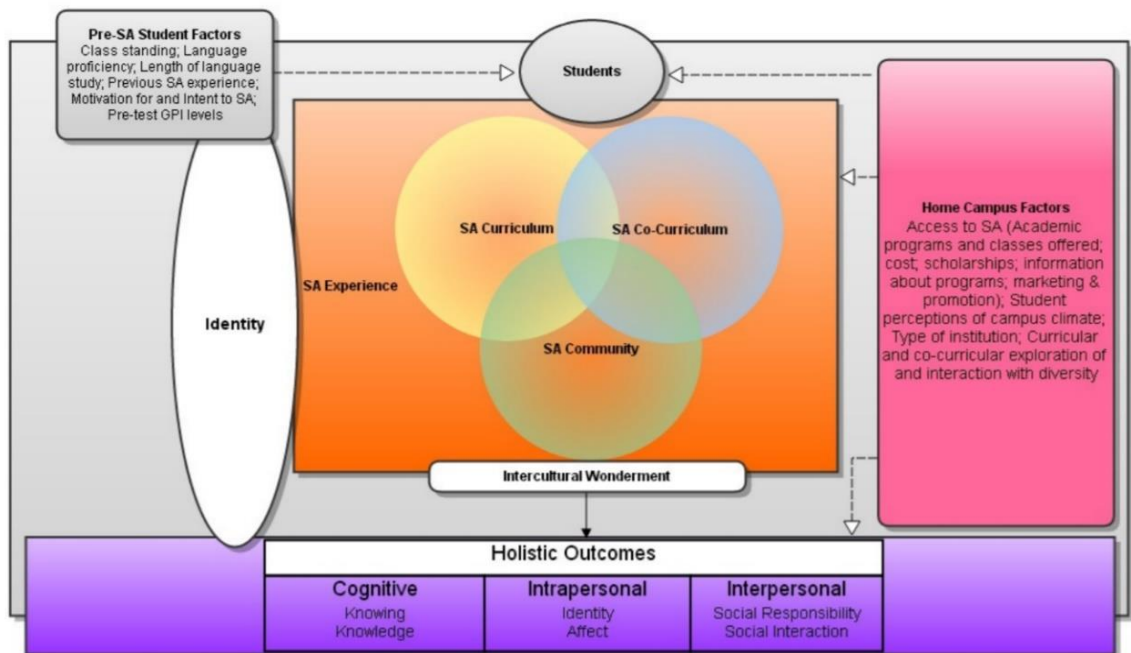 Pre-SA Student Factors
Class standing; Language
proficiency; Length of language
study; Previous SA experience;
Motivation for and Intent to SA;
Pre-test GPI levels
Students
SA Curriculum
SA Co-Curriculum
SA Experience
SA Community
Identity
Home Campus Factors
Access to SA (Academic
programs and classes offered;
cost; scholarships; information
about programs; marketing &
promotion); Student
perceptions of campus climate;
Type of institution; Curricular
and co-curricular exploration of
and interaction with diversity
Intercultural Wonderment
Holistic Outcomes
Cognitive
Knowing
Knowledge
Intrapersonal
Identity
Affect
Interpersonal
Social Responsibility
Social Interaction